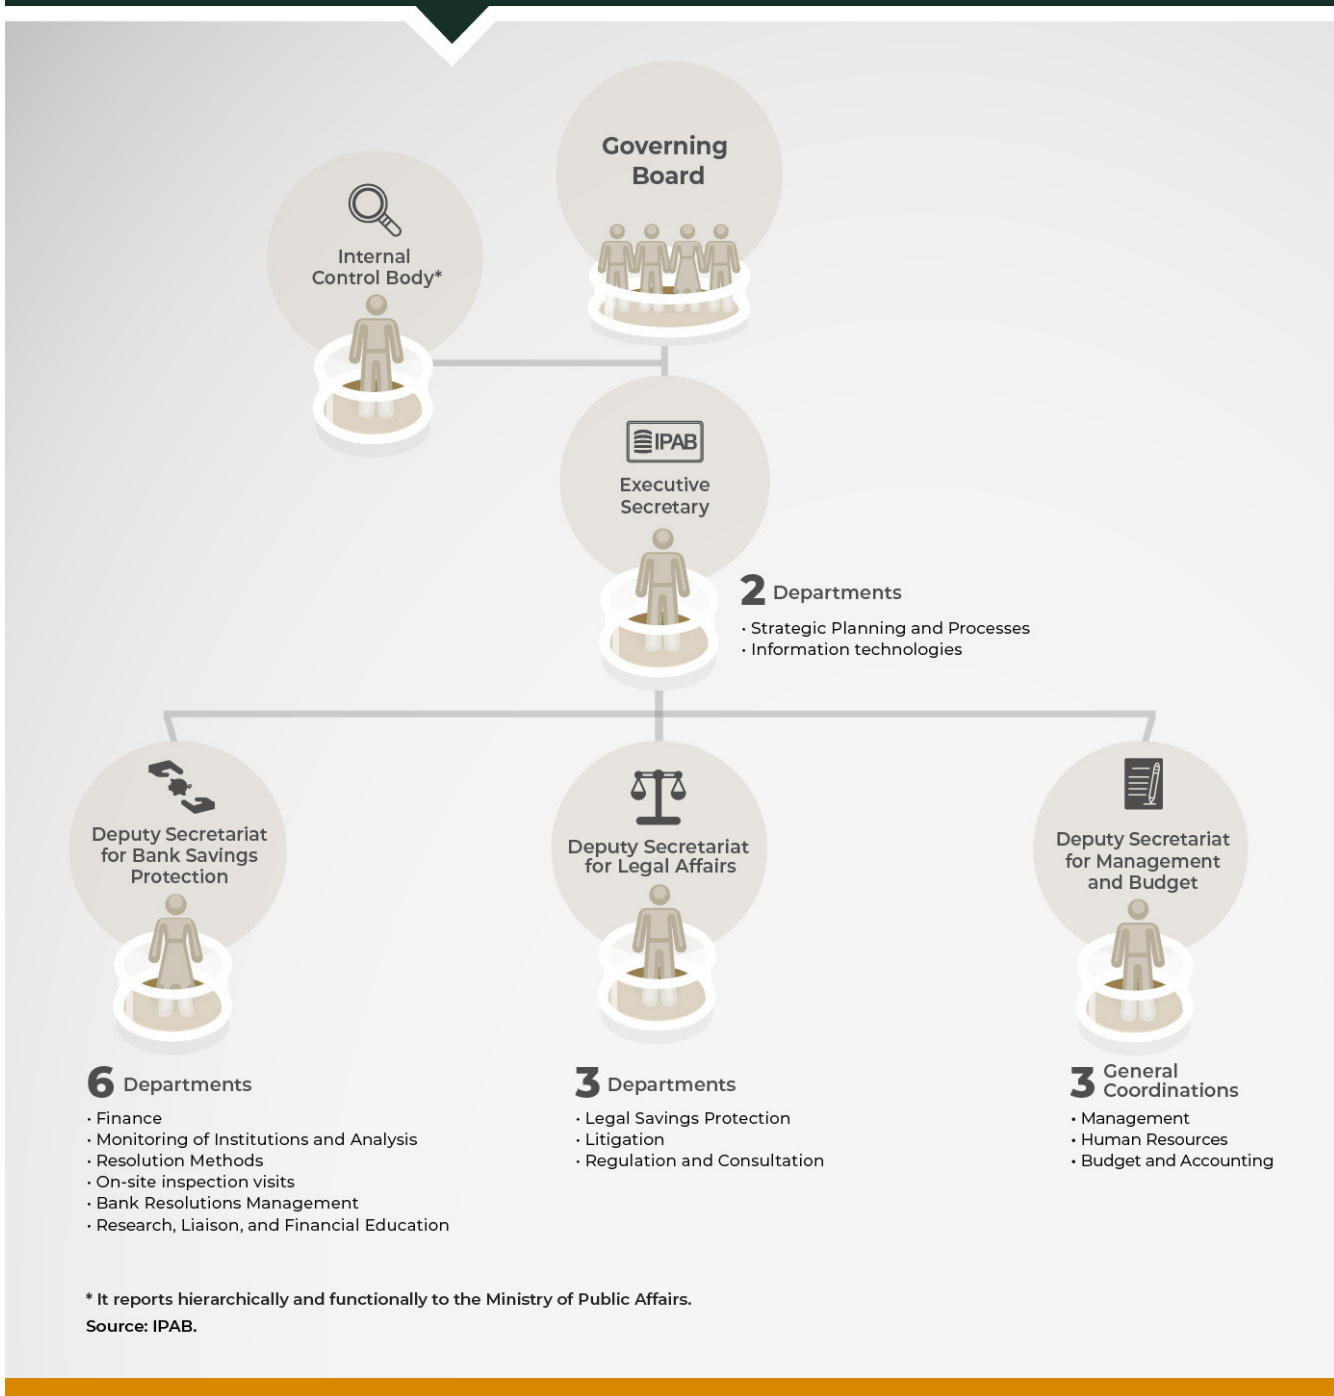 Governing
Board
Internal
Control Body*
IPAB
Executive
Secretary
2 Departments
• Strategic Planning and Processes
• Information technologies
Deputy Secretariat
for Bank Savings
Protection
Deputy Secretariat
for Legal Affairs
Deputy Secretariat
for Management
and Budget
6 Departments
• Finance
• Monitoring of Institutions and Analysis
• Resolution Methods
• On-site inspection visits
• Bank Resolutions Management
• Research, Liaison, and Financial Education
3 Departments
• Legal Savings Protection
• Litigation
• Regulation and Consultation
3 General
Coordinations
• Management
• Human Resources
• Budget and Accounting
* It reports hierarchically and functionally to the Ministry of Public Affairs.
Source: IPAB.